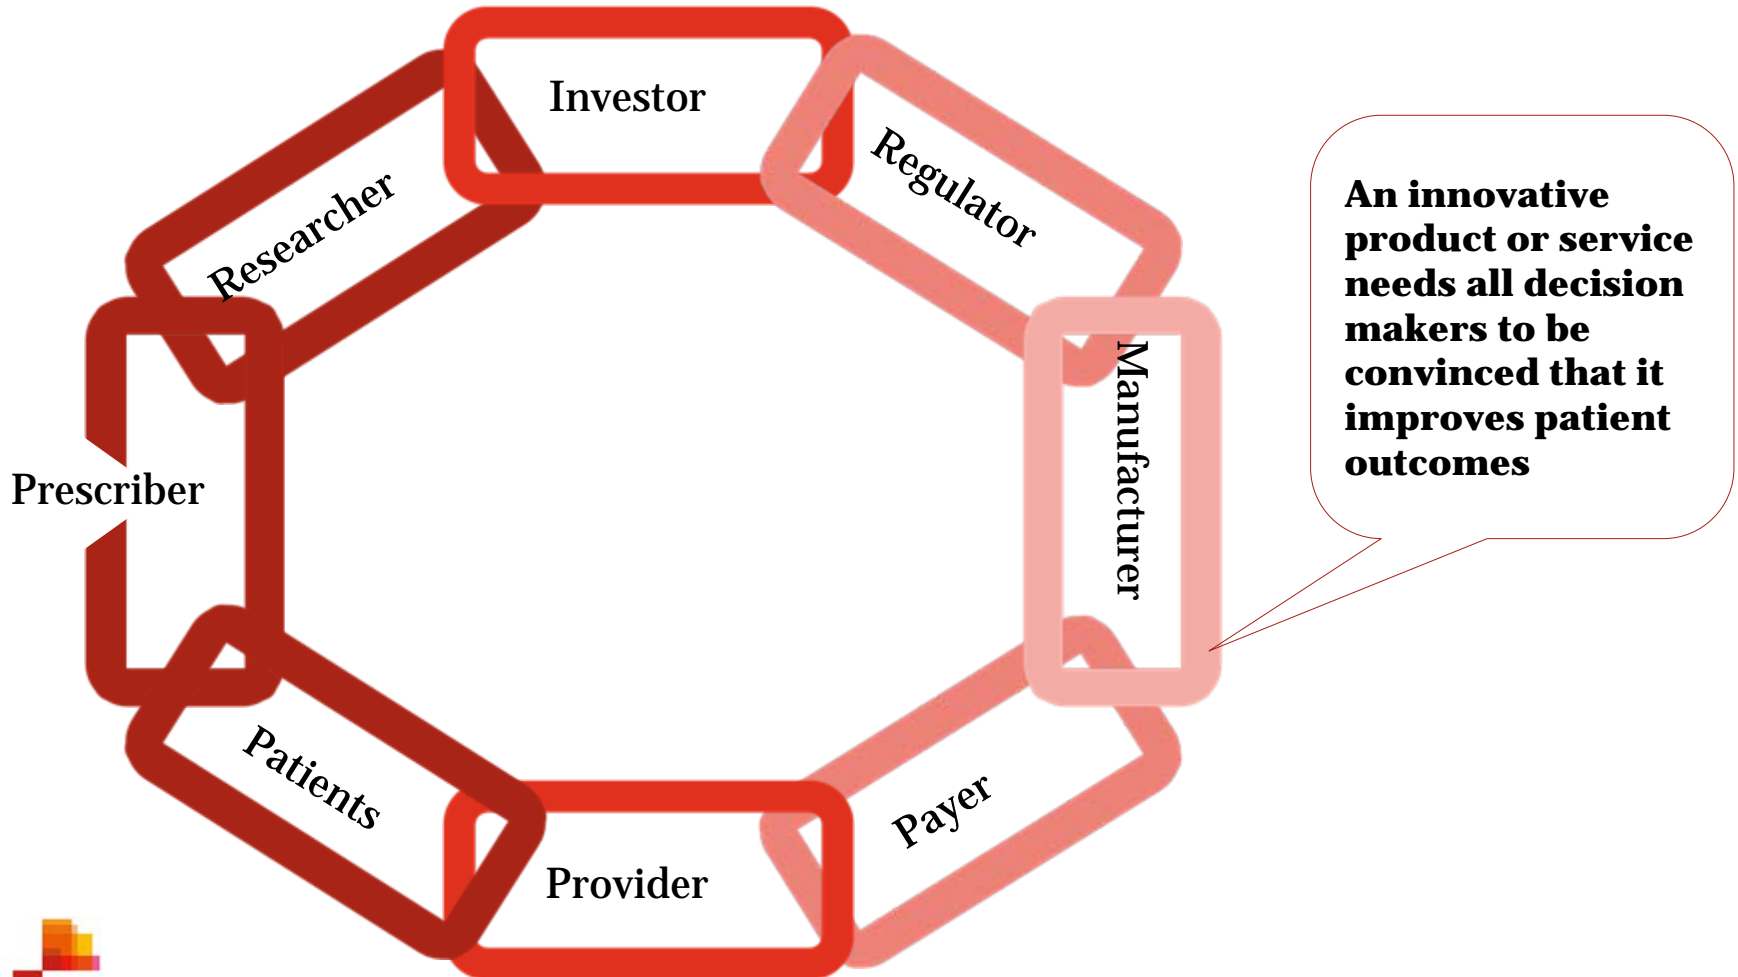 Investor
Regulator
Researcher
Manufacturer
Prescriber
Patients
Payer
Provider
An innovative
product or service
needs all decision
makers to be
convinced that it
improves patient
outcomes